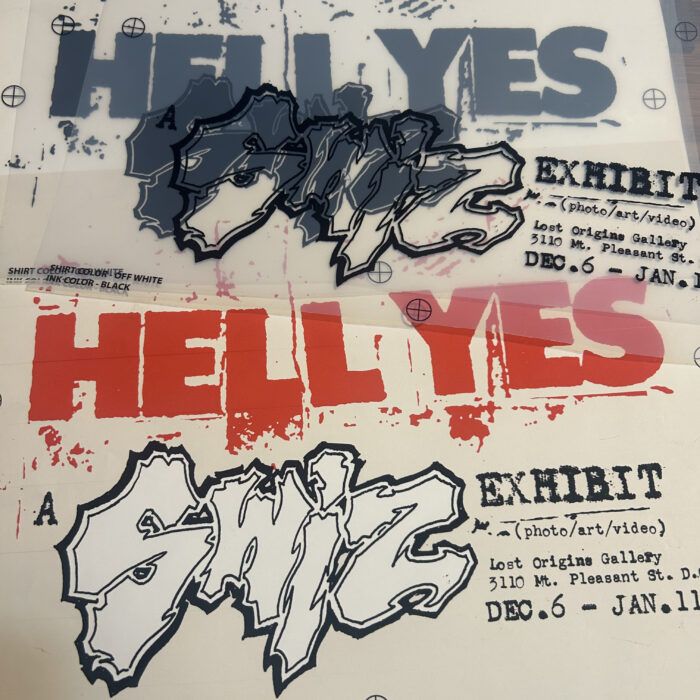 HELL YES
A
SWIZ
EXHIBIT
(photo/art/video)
Lost Origins Gallery
3110 Mt. Pleasant St.
DEC.6 - JAN.1
SHIRT COLOR - OFF WHITE
INK COLOR - BLACK
HELL YES
A
SWIZ
EXHIBIT
(photo/art/video)
Lost Origins Gallery
3110 Mt. Pleasant St. D.
DEC.6 - JAN.11